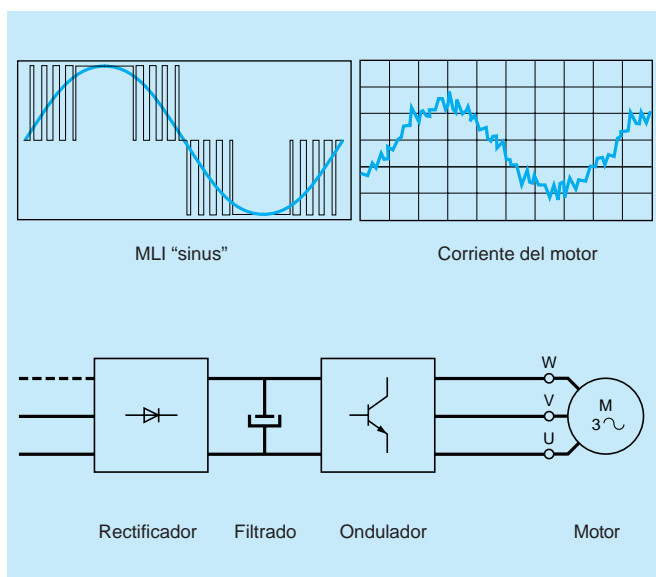 MLI “sinus”
Corriente del motor
W
V
U
M
3
Rectificador
Filtrado
Ondulador
Motor